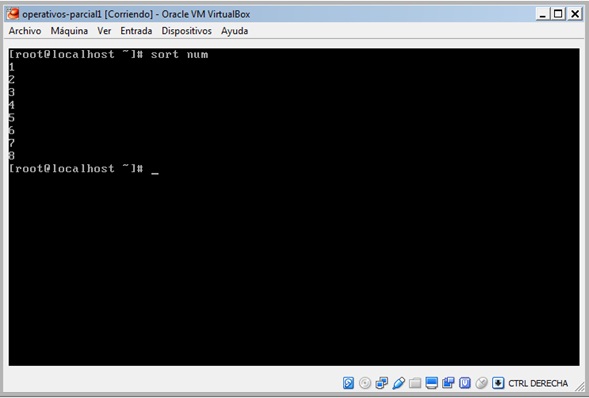 operativos-parcial1 [Corriendo] - Oracle VM VirtualBox
Archivo Máquina Ver Entrada Dispositivos Ayuda
[root@localhost ~]# sort num
1
2
3
4
5
6
7
8
[root@localhost ~]# _
CTRL DERECHA